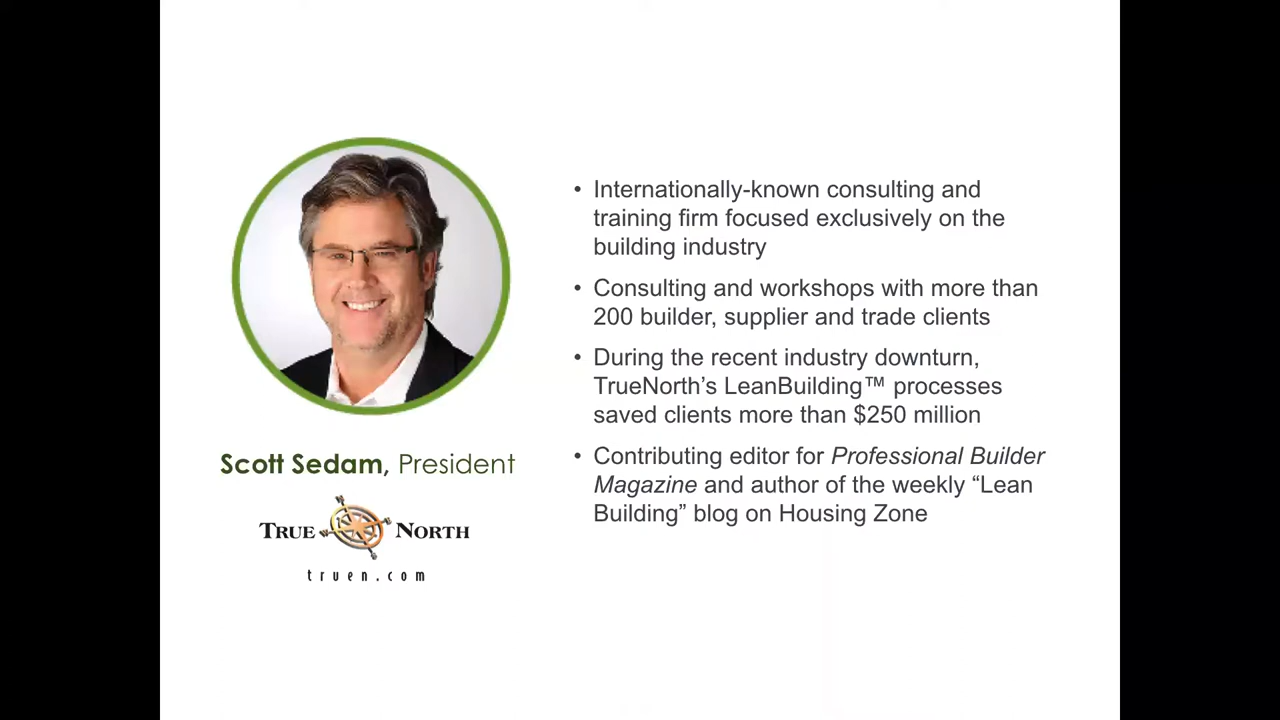 Scott Sedam, President
TRUE NORTH
truen.com
• Internationally-known consulting and
training firm focused exclusively on the
building industry
• Consulting and workshops with more than
200 builder, supplier and trade clients
• During the recent industry downturn,
TrueNorth’s LeanBuilding™ processes
saved clients more than $250 million
• Contributing editor for Professional Builder
Magazine and author of the weekly “Lean
Building” blog on Housing Zone